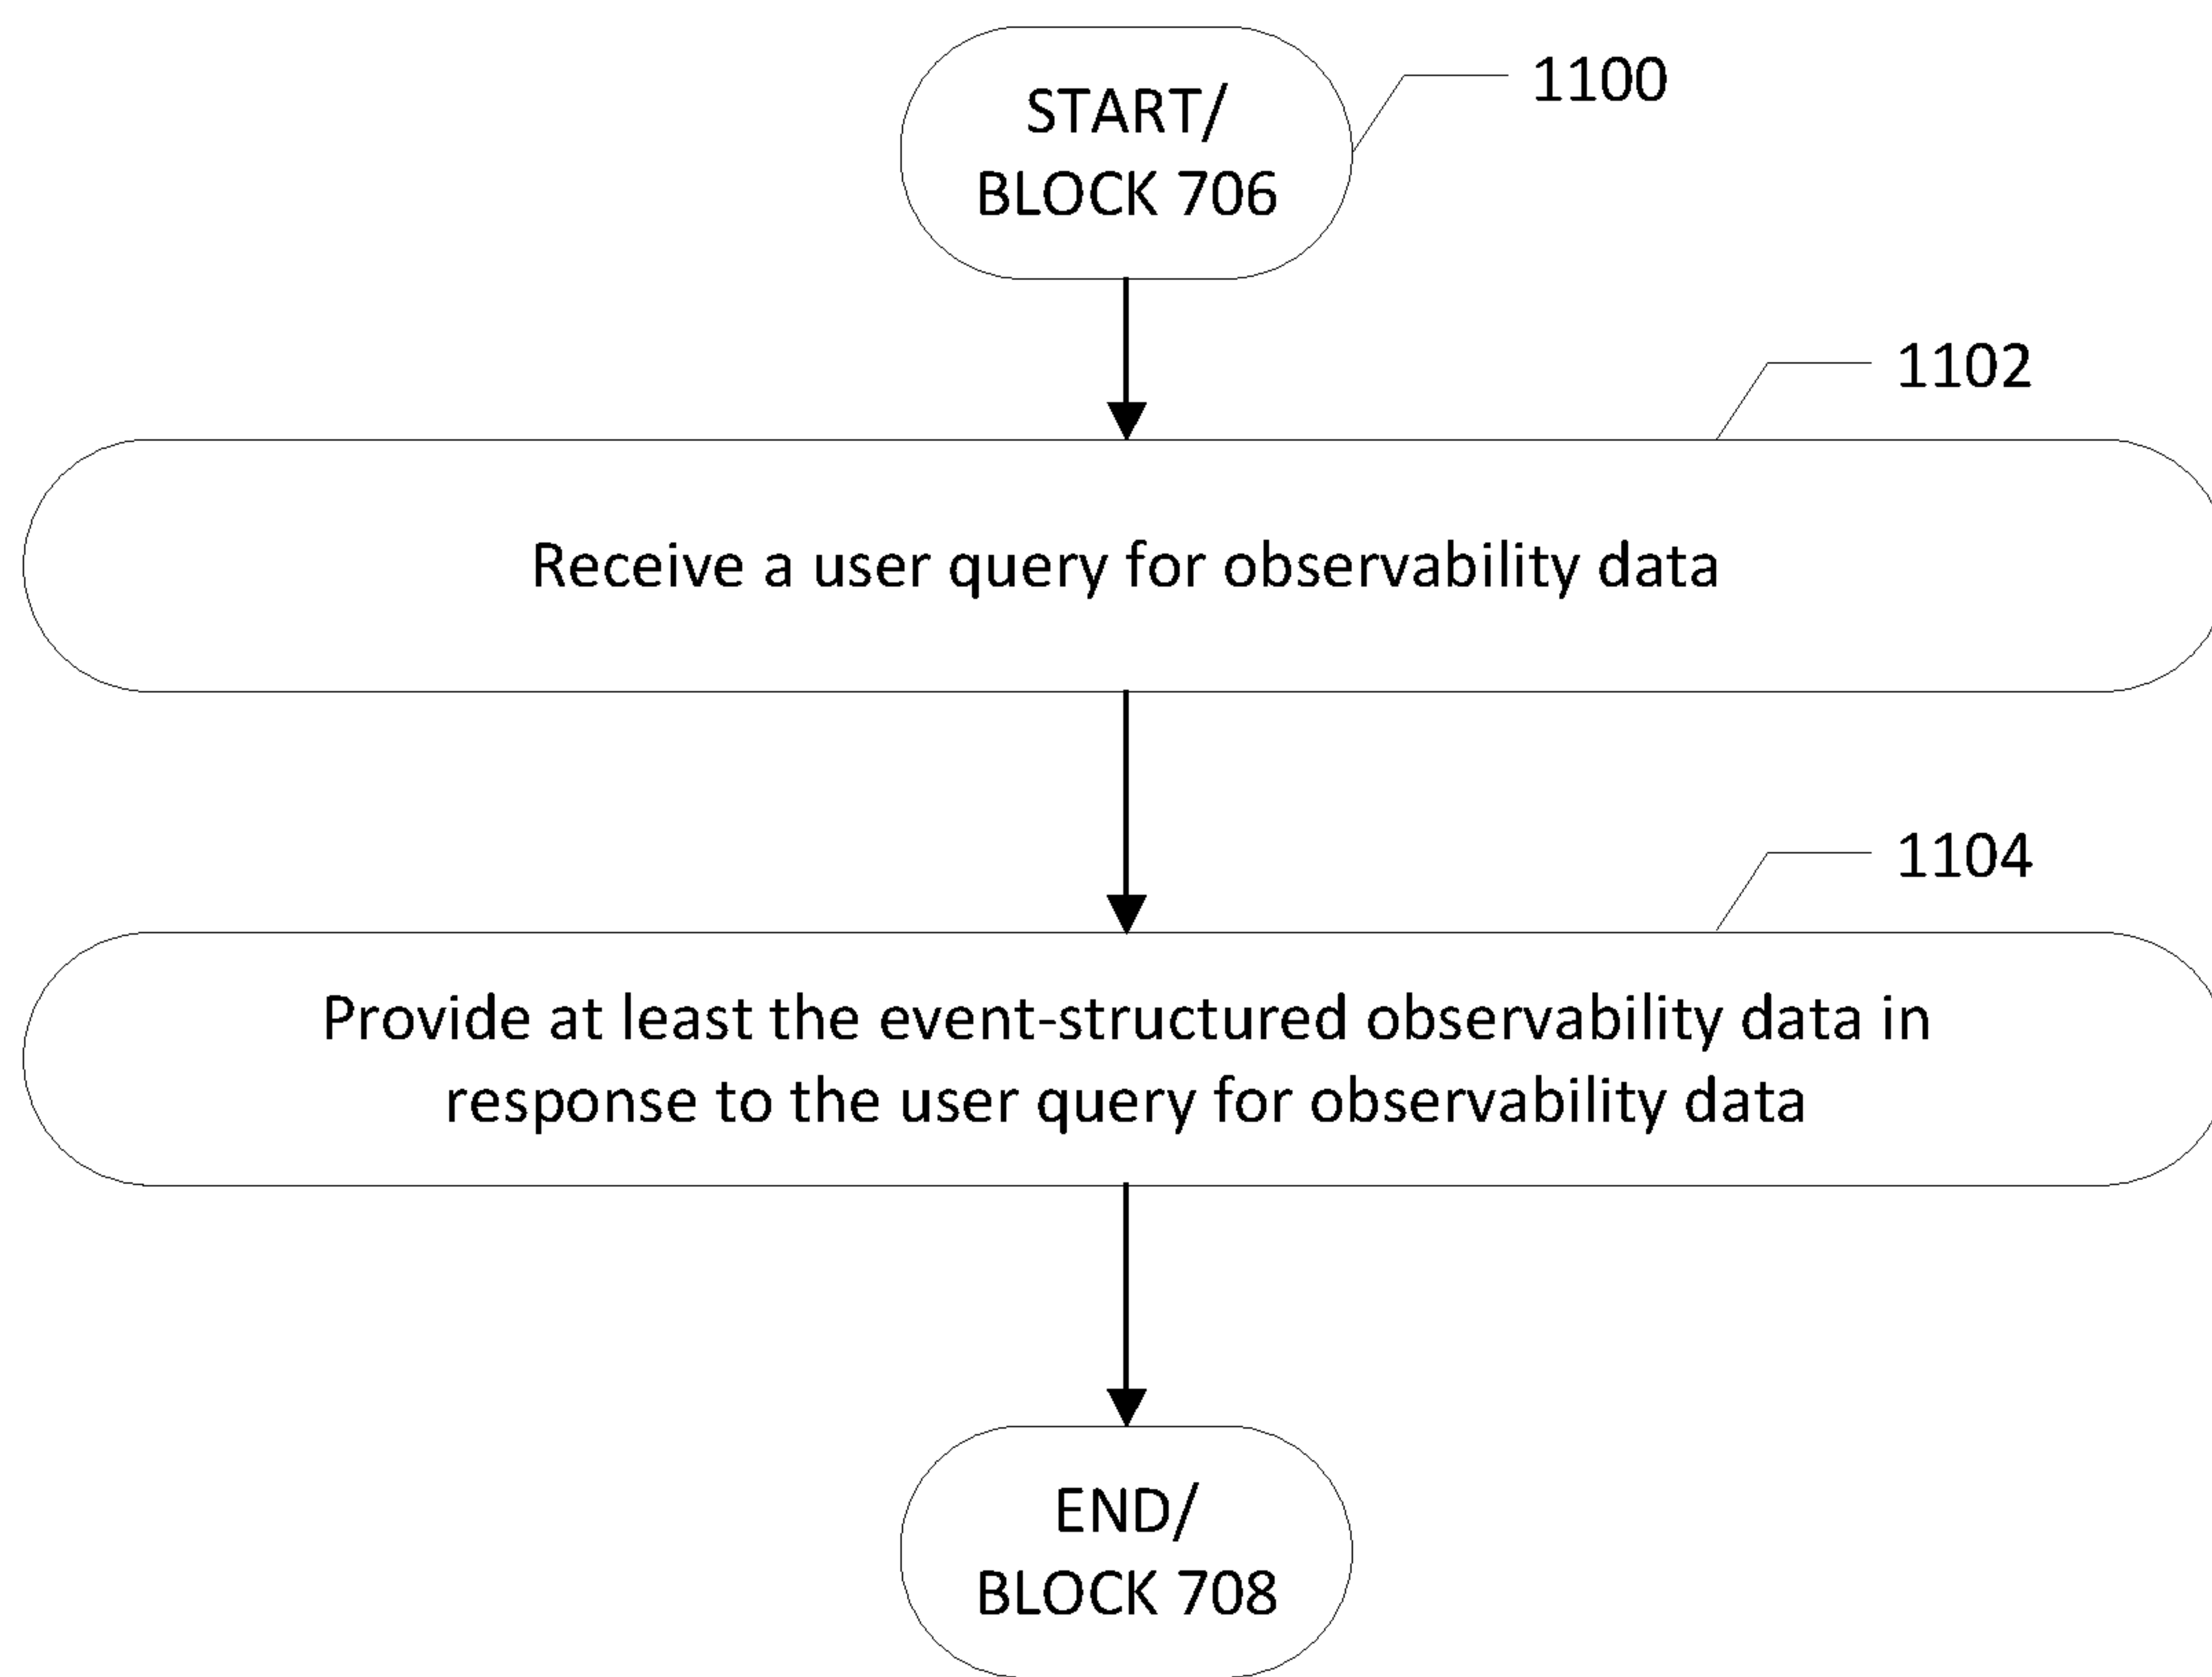 START/
BLOCK 706
1100
1102
Receive a user query for observability data
1104
Provide at least the event-structured observability data in
response to the user query for observability data
END/
BLOCK 708